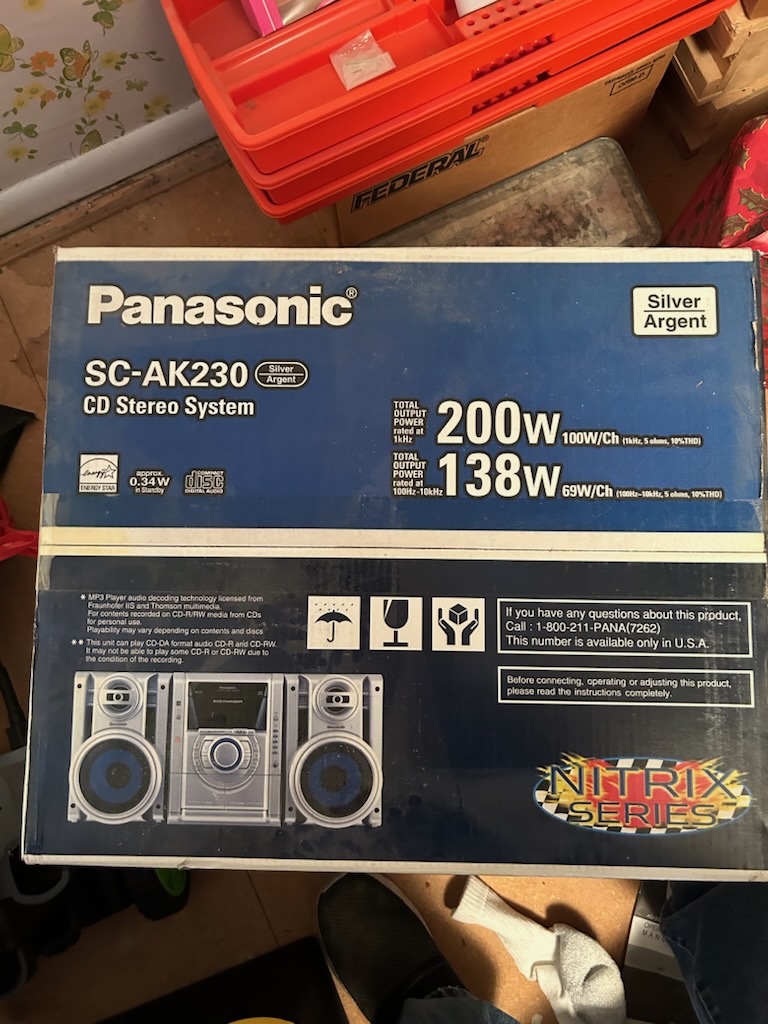 FEDERAL®
Panasonic®
Silver
Argent
SC-AK230
Silver
Argent
CD Stereo System
TOTAL
OUTPUT
POWER
rated at
1kHz
200W 100W/Ch (1kHz, 5 ohms, 10%THD)
TOTAL
OUTPUT
POWER
rated at
100Hz-10kHz
138W 69W/Ch (100Hz-10kHz, 5 ohms, 10%THD)
energy
ENERGY STAR
approx.
0.34W
in Standby
COMPACT
disc
DIGITAL AUDIO
* MP3 Player audio decoding technology licensed from
Fraunhofer IIS and Thomson multimedia.
For contents recorded on CD-R/RW media from CDs
for personal use.
Playability may vary depending on contents and discs
** This unit can play CD-DA format audio CD-R and CD-RW.
It may not be able to play some CD-R or CD-RW due to
the condition of the recording.
If you have any questions about this product,
Call : 1-800-211-PANA(7262)
This number is available only in U.S.A.
Before connecting, operating or adjusting this product,
please read the instructions completely.
Panasonic
NITRIX
SERIES